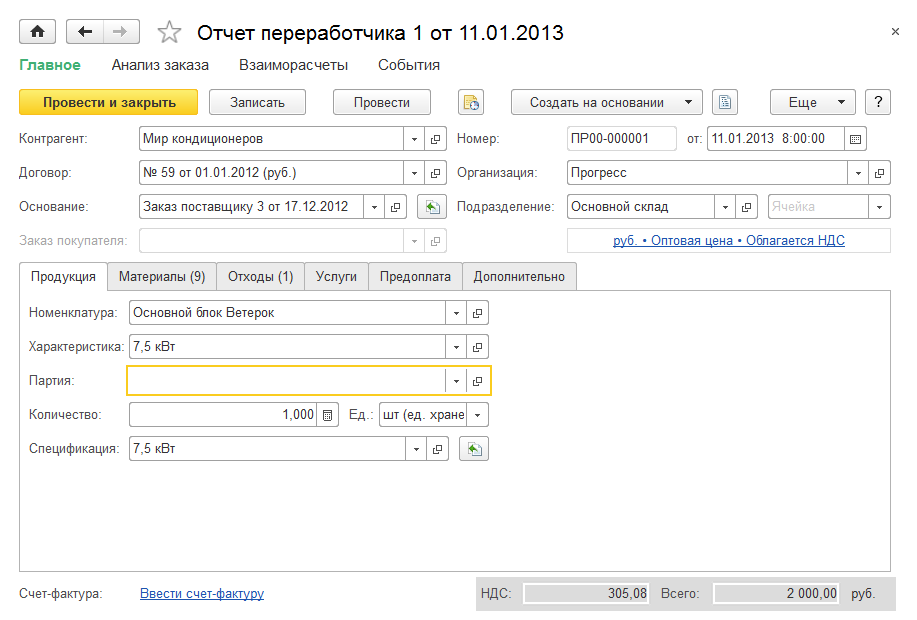 Отчет переработчика 1 от 11.01.2013
×
Главное Анализ заказа Взаиморасчеты События
Провести и закрыть Записать Провести Создать на основании Еще ?
Контрагент: Мир кондиционеров Номер: ПР00-000001 от: 11.01.2013 8:00:00
Договор: № 59 от 01.01.2012 (руб.) Организация: Прогресс
Основание: Заказ поставщику 3 от 17.12.2012 Подразделение: Основной склад Ячейка
Заказ покупателя: руб. • Оптовая цена • Облагается НДС
Продукция Материалы (9) Отходы (1) Услуги Предоплата Дополнительно
Номенклатура: Основной блок Ветерок
Характеристика: 7,5 кВт
Партия:
Количество: 1,000 Ед.: шт (ед. хране
Спецификация: 7,5 кВт
Счет-фактура: Ввести счет-фактуру НДС: 305,08 Всего: 2 000,00 руб.